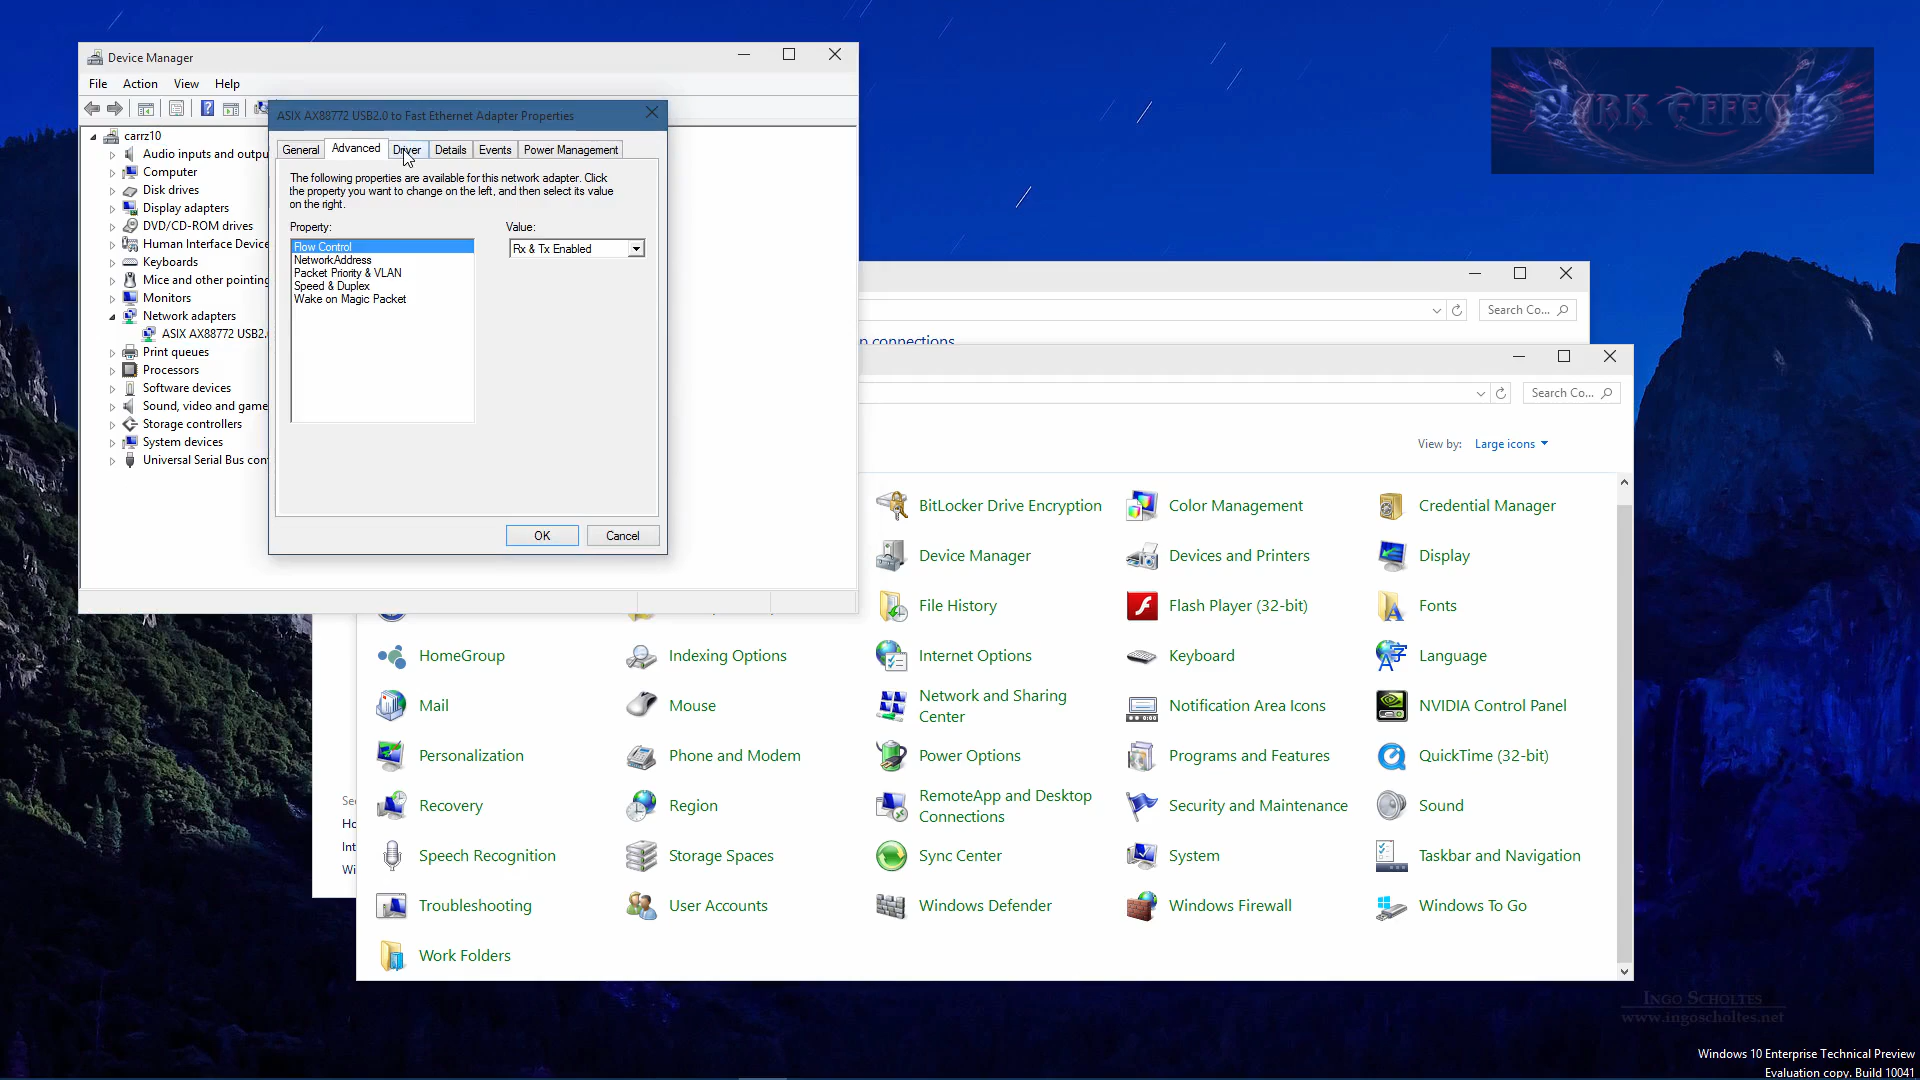 Device Manager
File Action View Help
carrz10
Audio inputs and outpu
Computer
Disk drives
Display adapters
DVD/CD-ROM drives
Human Interface Device
Keyboards
Mice and other pointing
Monitors
Network adapters
ASIX AX88772 USB2.
Print queues
Processors
Software devices
Sound, video and game
Storage controllers
System devices
Universal Serial Bus con
ASIX AX88772 USB2.0 to Fast Ethernet Adapter Properties
General Advanced Driver Details Events Power Management
The following properties are available for this network adapter. Click
the property you want to change on the left, and then select its value
on the right.
Property:
Value:
Flow Control
NetworkAddress
Packet Priority & VLAN
Speed & Duplex
Wake on Magic Packet
Rx & Tx Enabled
OK Cancel
DARK EFFECTS
Search Co...
connections
Search Co...
View by: Large icons
BitLocker Drive Encryption
Color Management
Credential Manager
Device Manager
Devices and Printers
Display
File History
Flash Player (32-bit)
Fonts
HomeGroup
Indexing Options
Internet Options
Keyboard
Language
Mail
Mouse
Network and Sharing
Center
Notification Area Icons
NVIDIA Control Panel
Personalization
Phone and Modem
Power Options
Programs and Features
QuickTime (32-bit)
Se
Ho
Int
Wi
Recovery
Region
RemoteApp and Desktop
Connections
Security and Maintenance
Sound
Speech Recognition
Storage Spaces
Sync Center
System
Taskbar and Navigation
Troubleshooting
User Accounts
Windows Defender
Windows Firewall
Windows To Go
Work Folders
INGO SCHOLTES
www.ingoscholtes.net
Windows 10 Enterprise Technical Preview
Evaluation copy. Build 10041